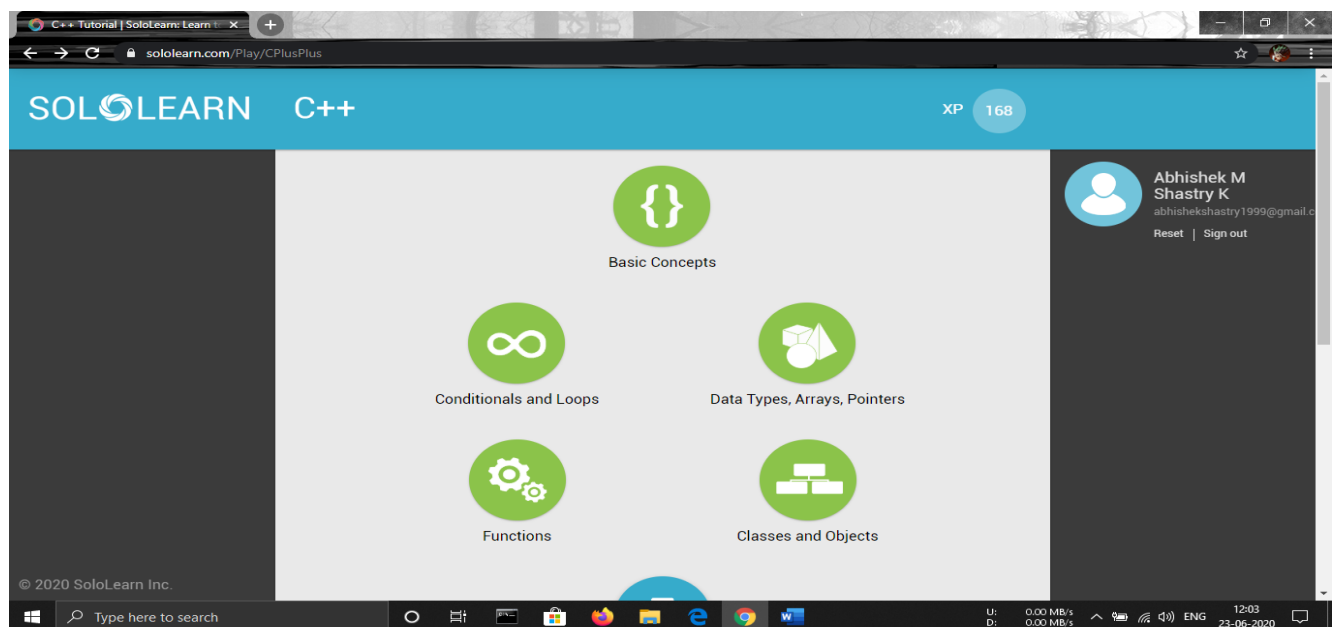 C++ Tutorial | SoloLearn: Learn t
sololearn.com/Play/CPlusPlus
SOLOLEARN C++ XP 168
Abhishek M
Shastry K
abhishekshastry1999@gmail.c
Reset | Sign out
{}
Basic Concepts
Conditionals and Loops
Data Types, Arrays, Pointers
Functions
Classes and Objects
© 2020 SoloLearn Inc.
Type here to search
U: 0.00 MB/s
D: 0.00 MB/s
ENG
12:03
23-06-2020